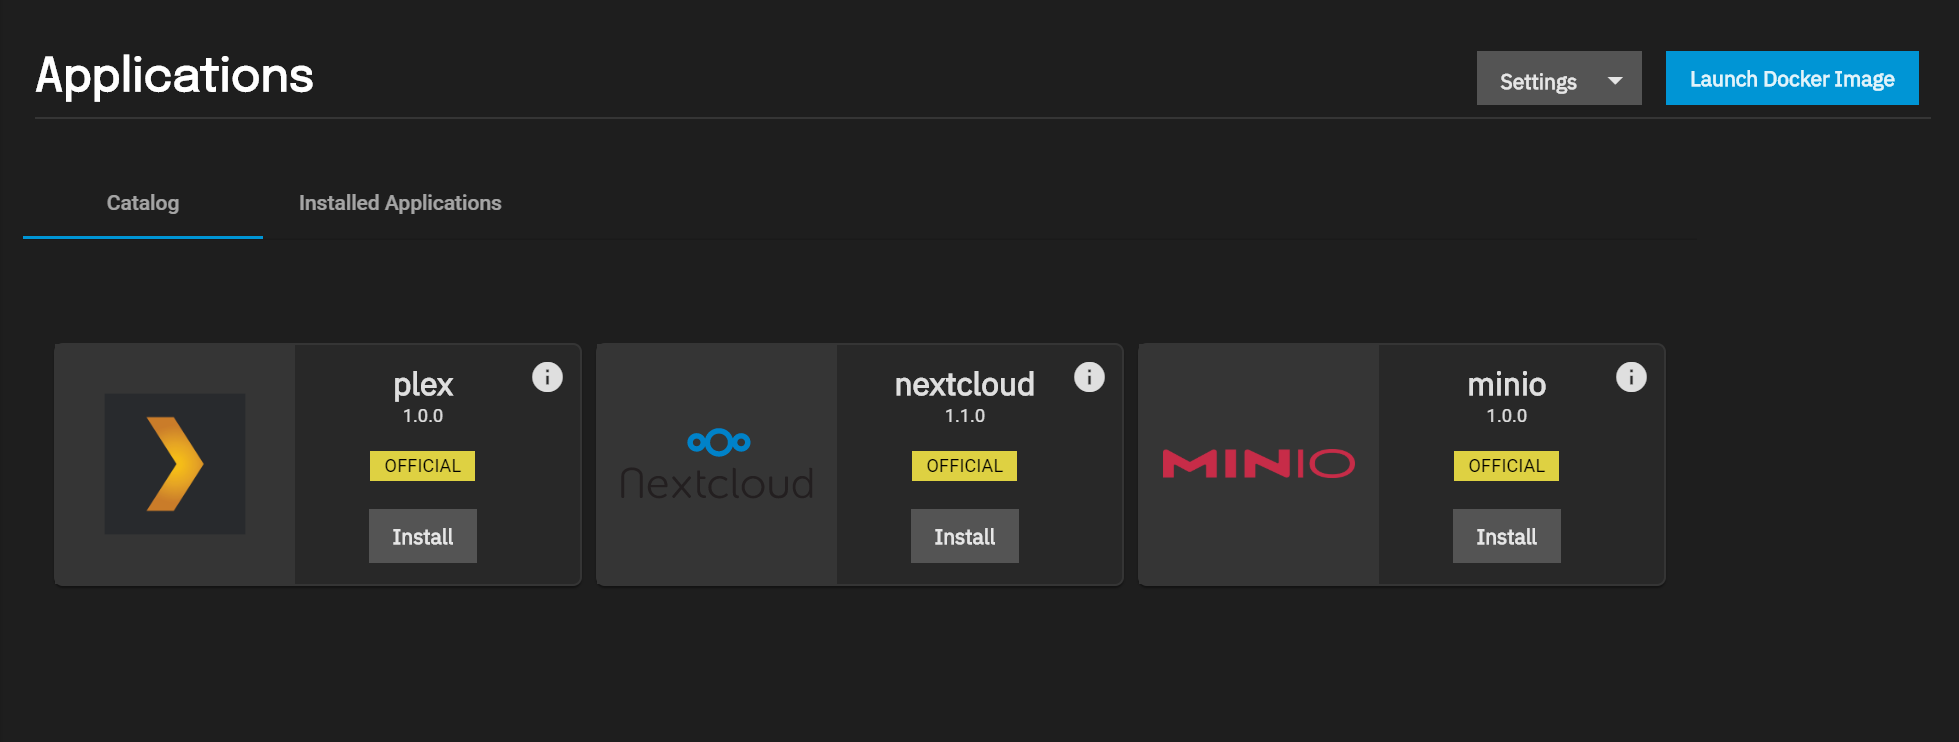 Applications
Settings
Launch Docker Image
Catalog
Installed Applications
plex
1.0.0
OFFICIAL
Install
Nextcloud
nextcloud
1.1.0
OFFICIAL
Install
MINIO
minio
1.0.0
OFFICIAL
Install